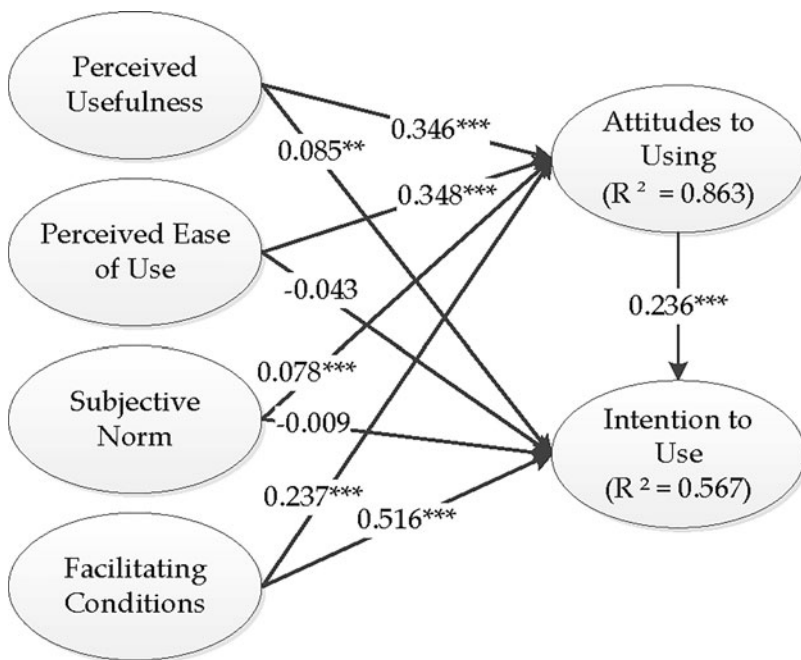 Perceived
Usefulness
0.346***
0.085**
Attitudes to
Using
(R ² = 0.863)
Perceived Ease
of Use
0.348***
-0.043
0.236***
0.078***
Subjective
Norm
-0.009
Intention to
Use
(R ² = 0.567)
0.237***
0.516***
Facilitating
Conditions